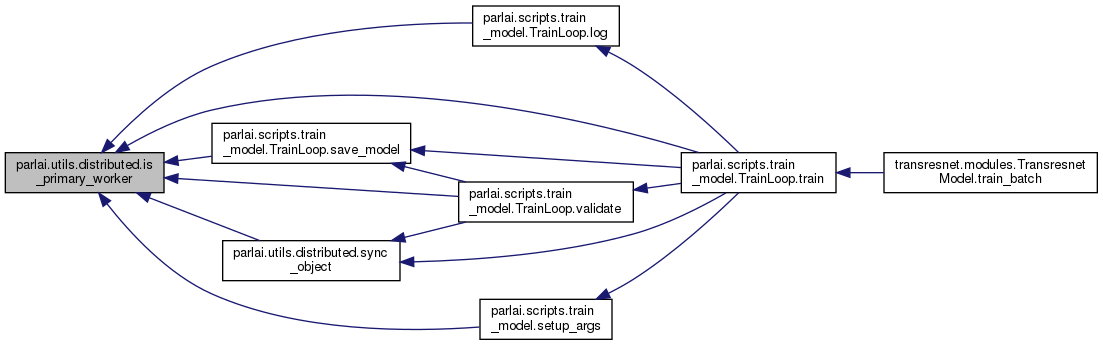 parlai.scripts.train
_model.TrainLoop.log
parlai.utils.distributed.is
_primary_worker
parlai.scripts.train
_model.TrainLoop.save_model
parlai.scripts.train
_model.TrainLoop.validate
parlai.utils.distributed.sync
_object
parlai.scripts.train
_model.setup_args
parlai.scripts.train
_model.TrainLoop.train
transresnet.modules.Transresnet
Model.train_batch